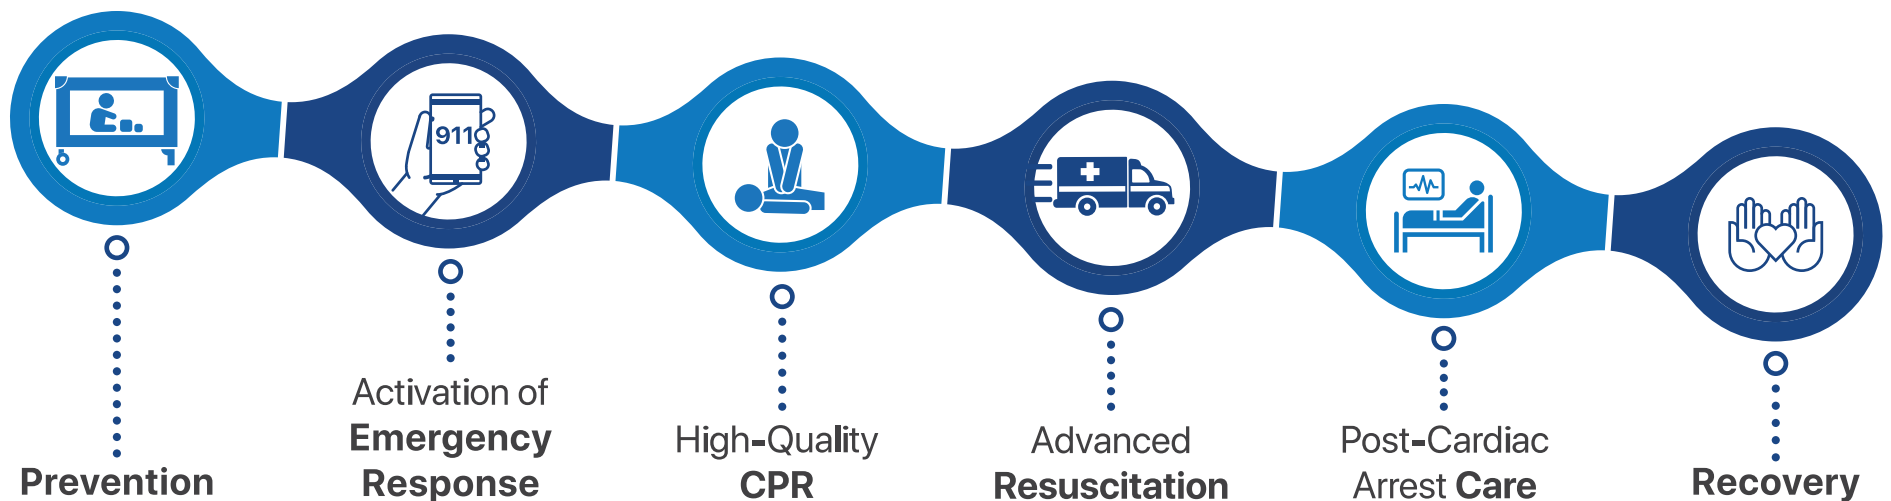 911
Prevention
Activation of
Emergency
Response
High-Quality
CPR
Advanced
Resuscitation
Post-Cardiac
Arrest Care
Recovery